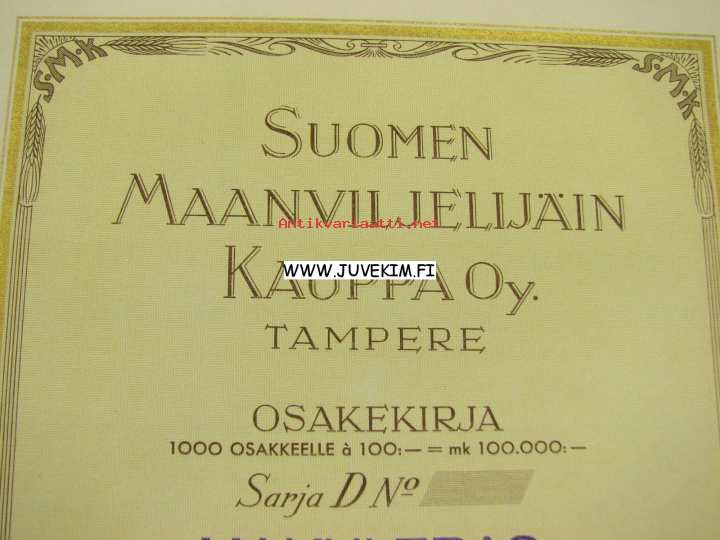 S·M·K
S·M·K
SUOMEN
MAANVILJELIJÄIN
Antikvariaatti.net
WWW.JUVEKIM.FI
KAUPPA OY.
TAMPERE
OSAKEKIRJA
1000 OSAKKEELLE à 100:— = mk 100.000:—
Sarja D Nº